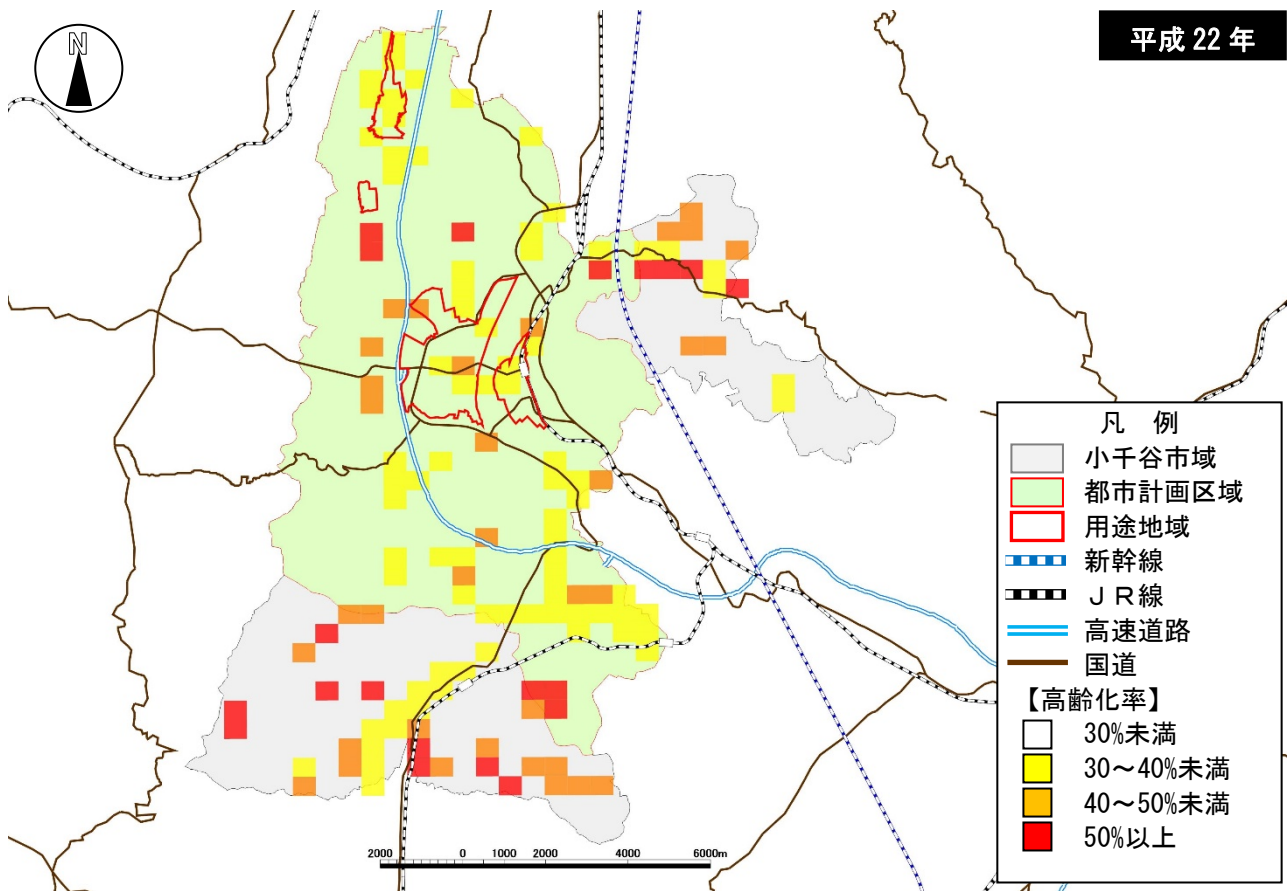 平成 22 年
N
凡 例
小千谷市域
都市計画区域
用途地域
新幹線
ＪＲ線
高速道路
国道
【高齢化率】
30%未満
30～40%未満
40～50%未満
50%以上
2000 0 1000 2000 4000 6000m